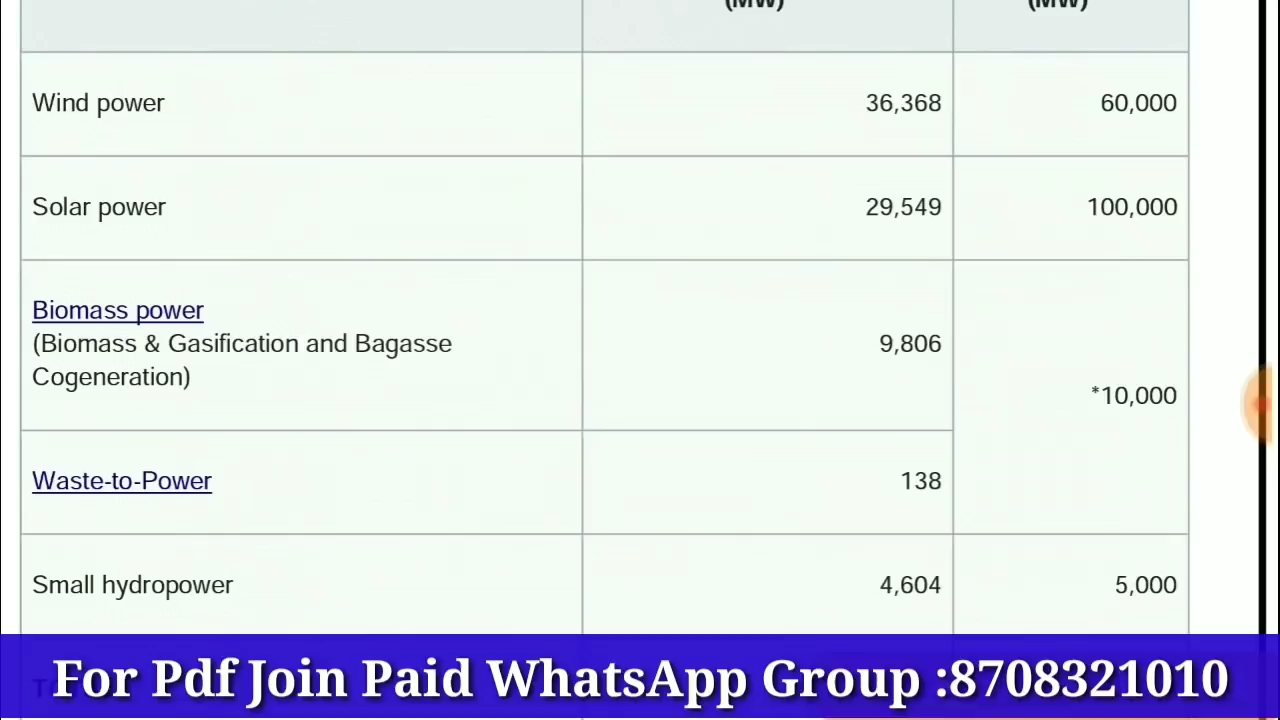 (MW) (MW)
Wind power 36,368 60,000
Solar power 29,549 100,000
Biomass power
(Biomass & Gasification and Bagasse
Cogeneration)
9,806
*10,000
Waste-to-Power 138
Small hydropower 4,604 5,000
For Pdf Join Paid WhatsApp Group :8708321010